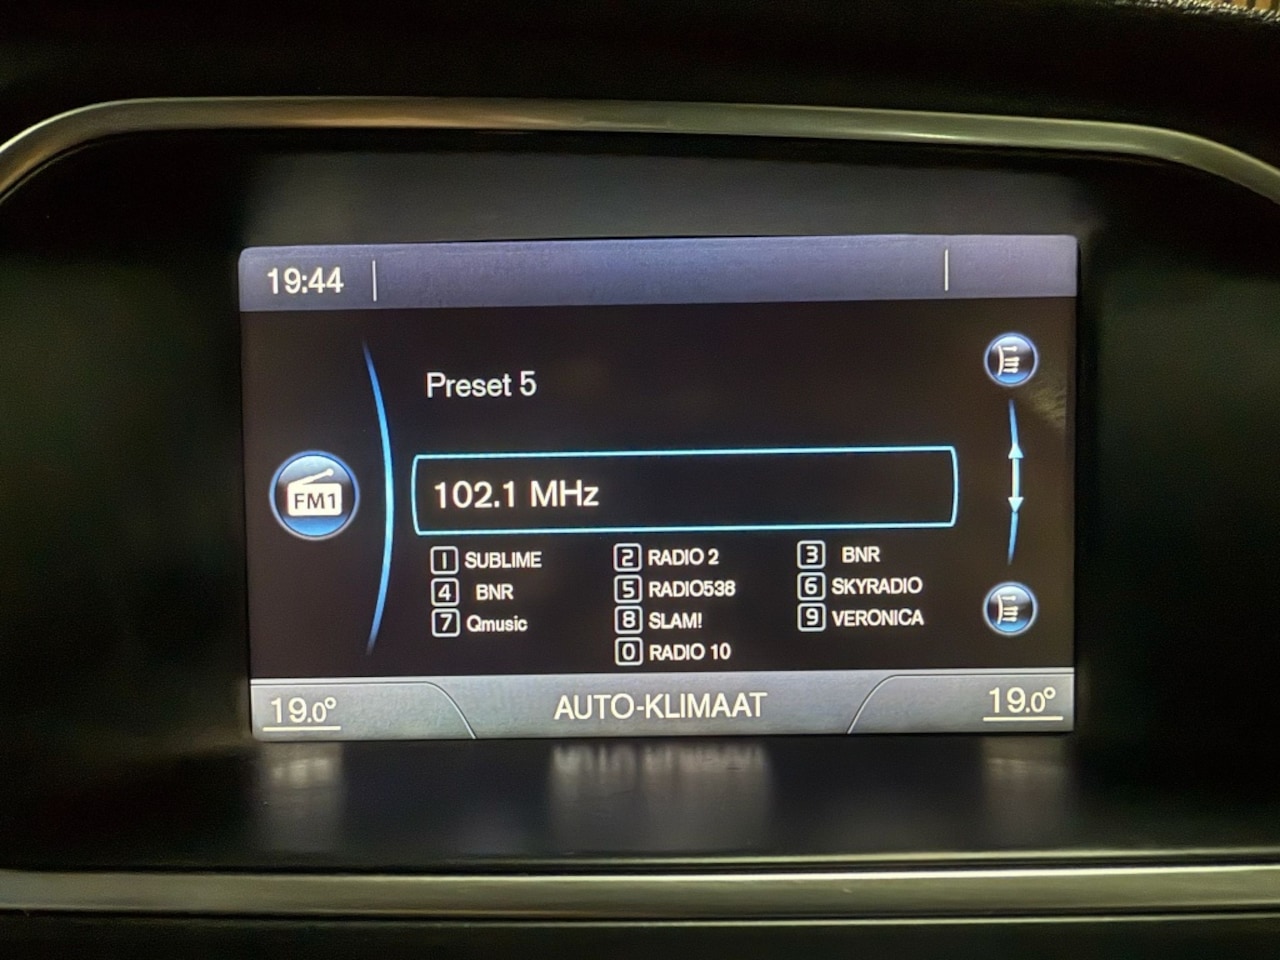 19:44
Preset 5
FM1
102.1 MHz
1 SUBLIME 2 RADIO 2 3 BNR
4 BNR 5 RADIO538 6 SKYRADIO
7 Qmusic 8 SLAM! 9 VERONICA
0 RADIO 10
19.0° AUTO-KLIMAAT 19.0°